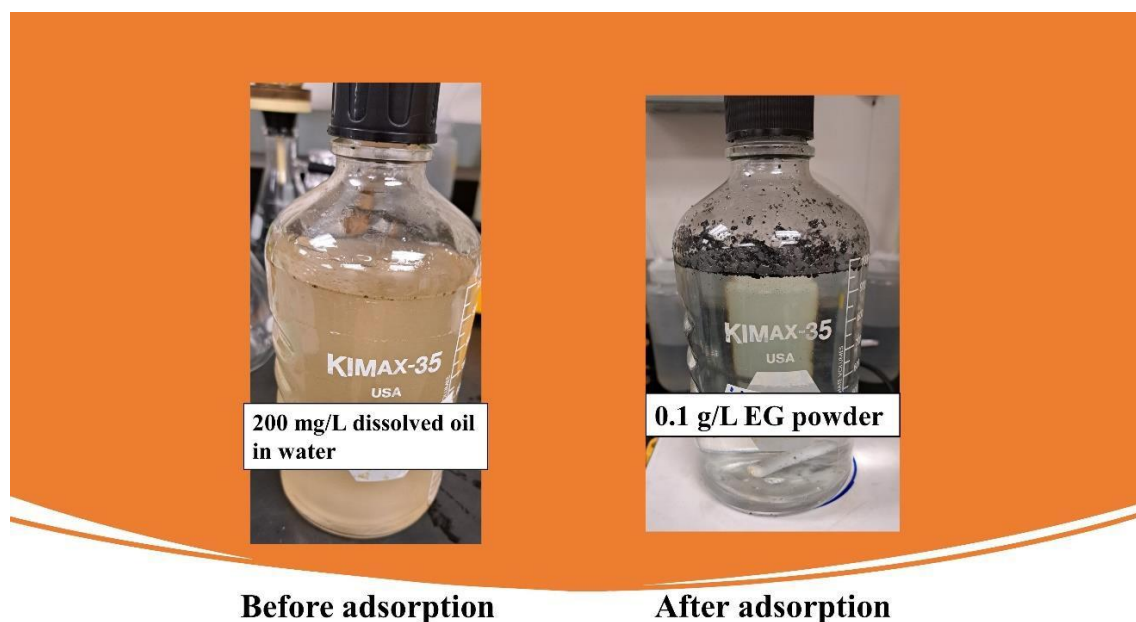 KIMAX-35
USA
200 mg/L dissolved oil
in water
Before adsorption
KIMAX-35
USA
0.1 g/L EG powder
After adsorption